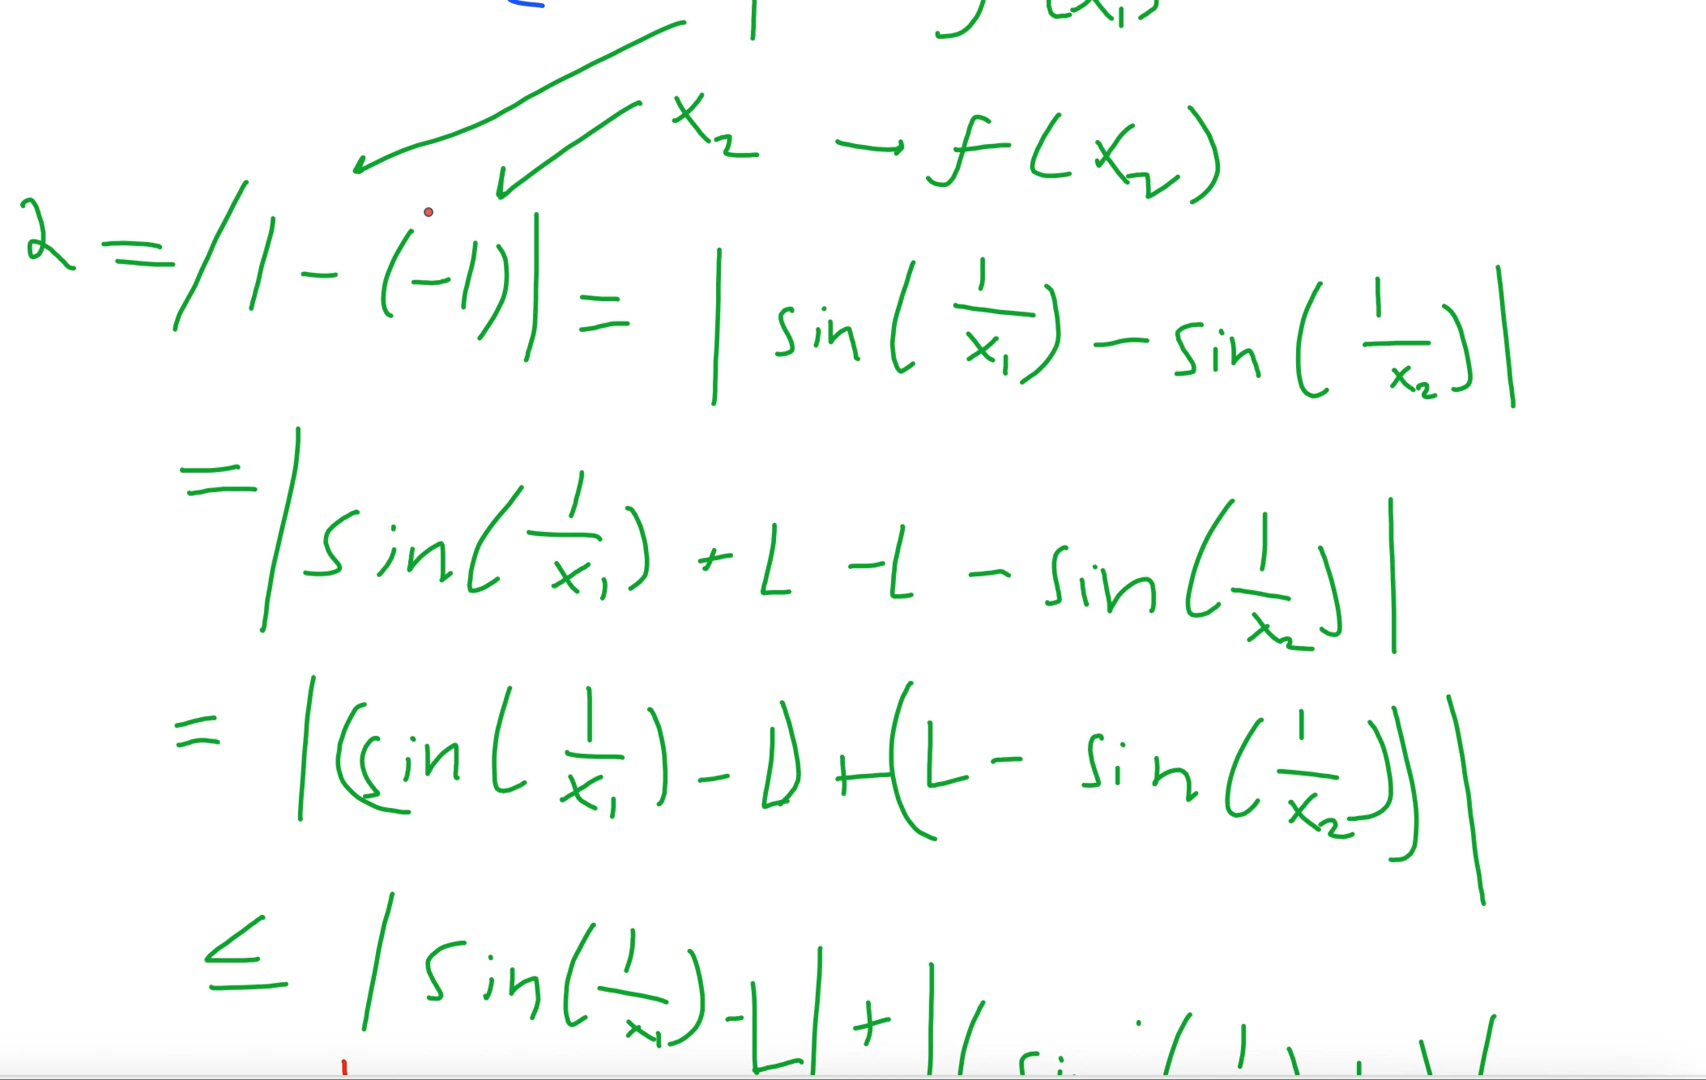 x₂ → f(x₂)
2 = |1 - (-1)| = | sin(1/x₁) - sin(1/x₂) |
= | sin(1/x₁) + L - L - sin(1/x₂) |
= | (sin(1/x₁) - L) + (L - sin(1/x₂)) |
≤ | sin(1/x₁) - L | + |(